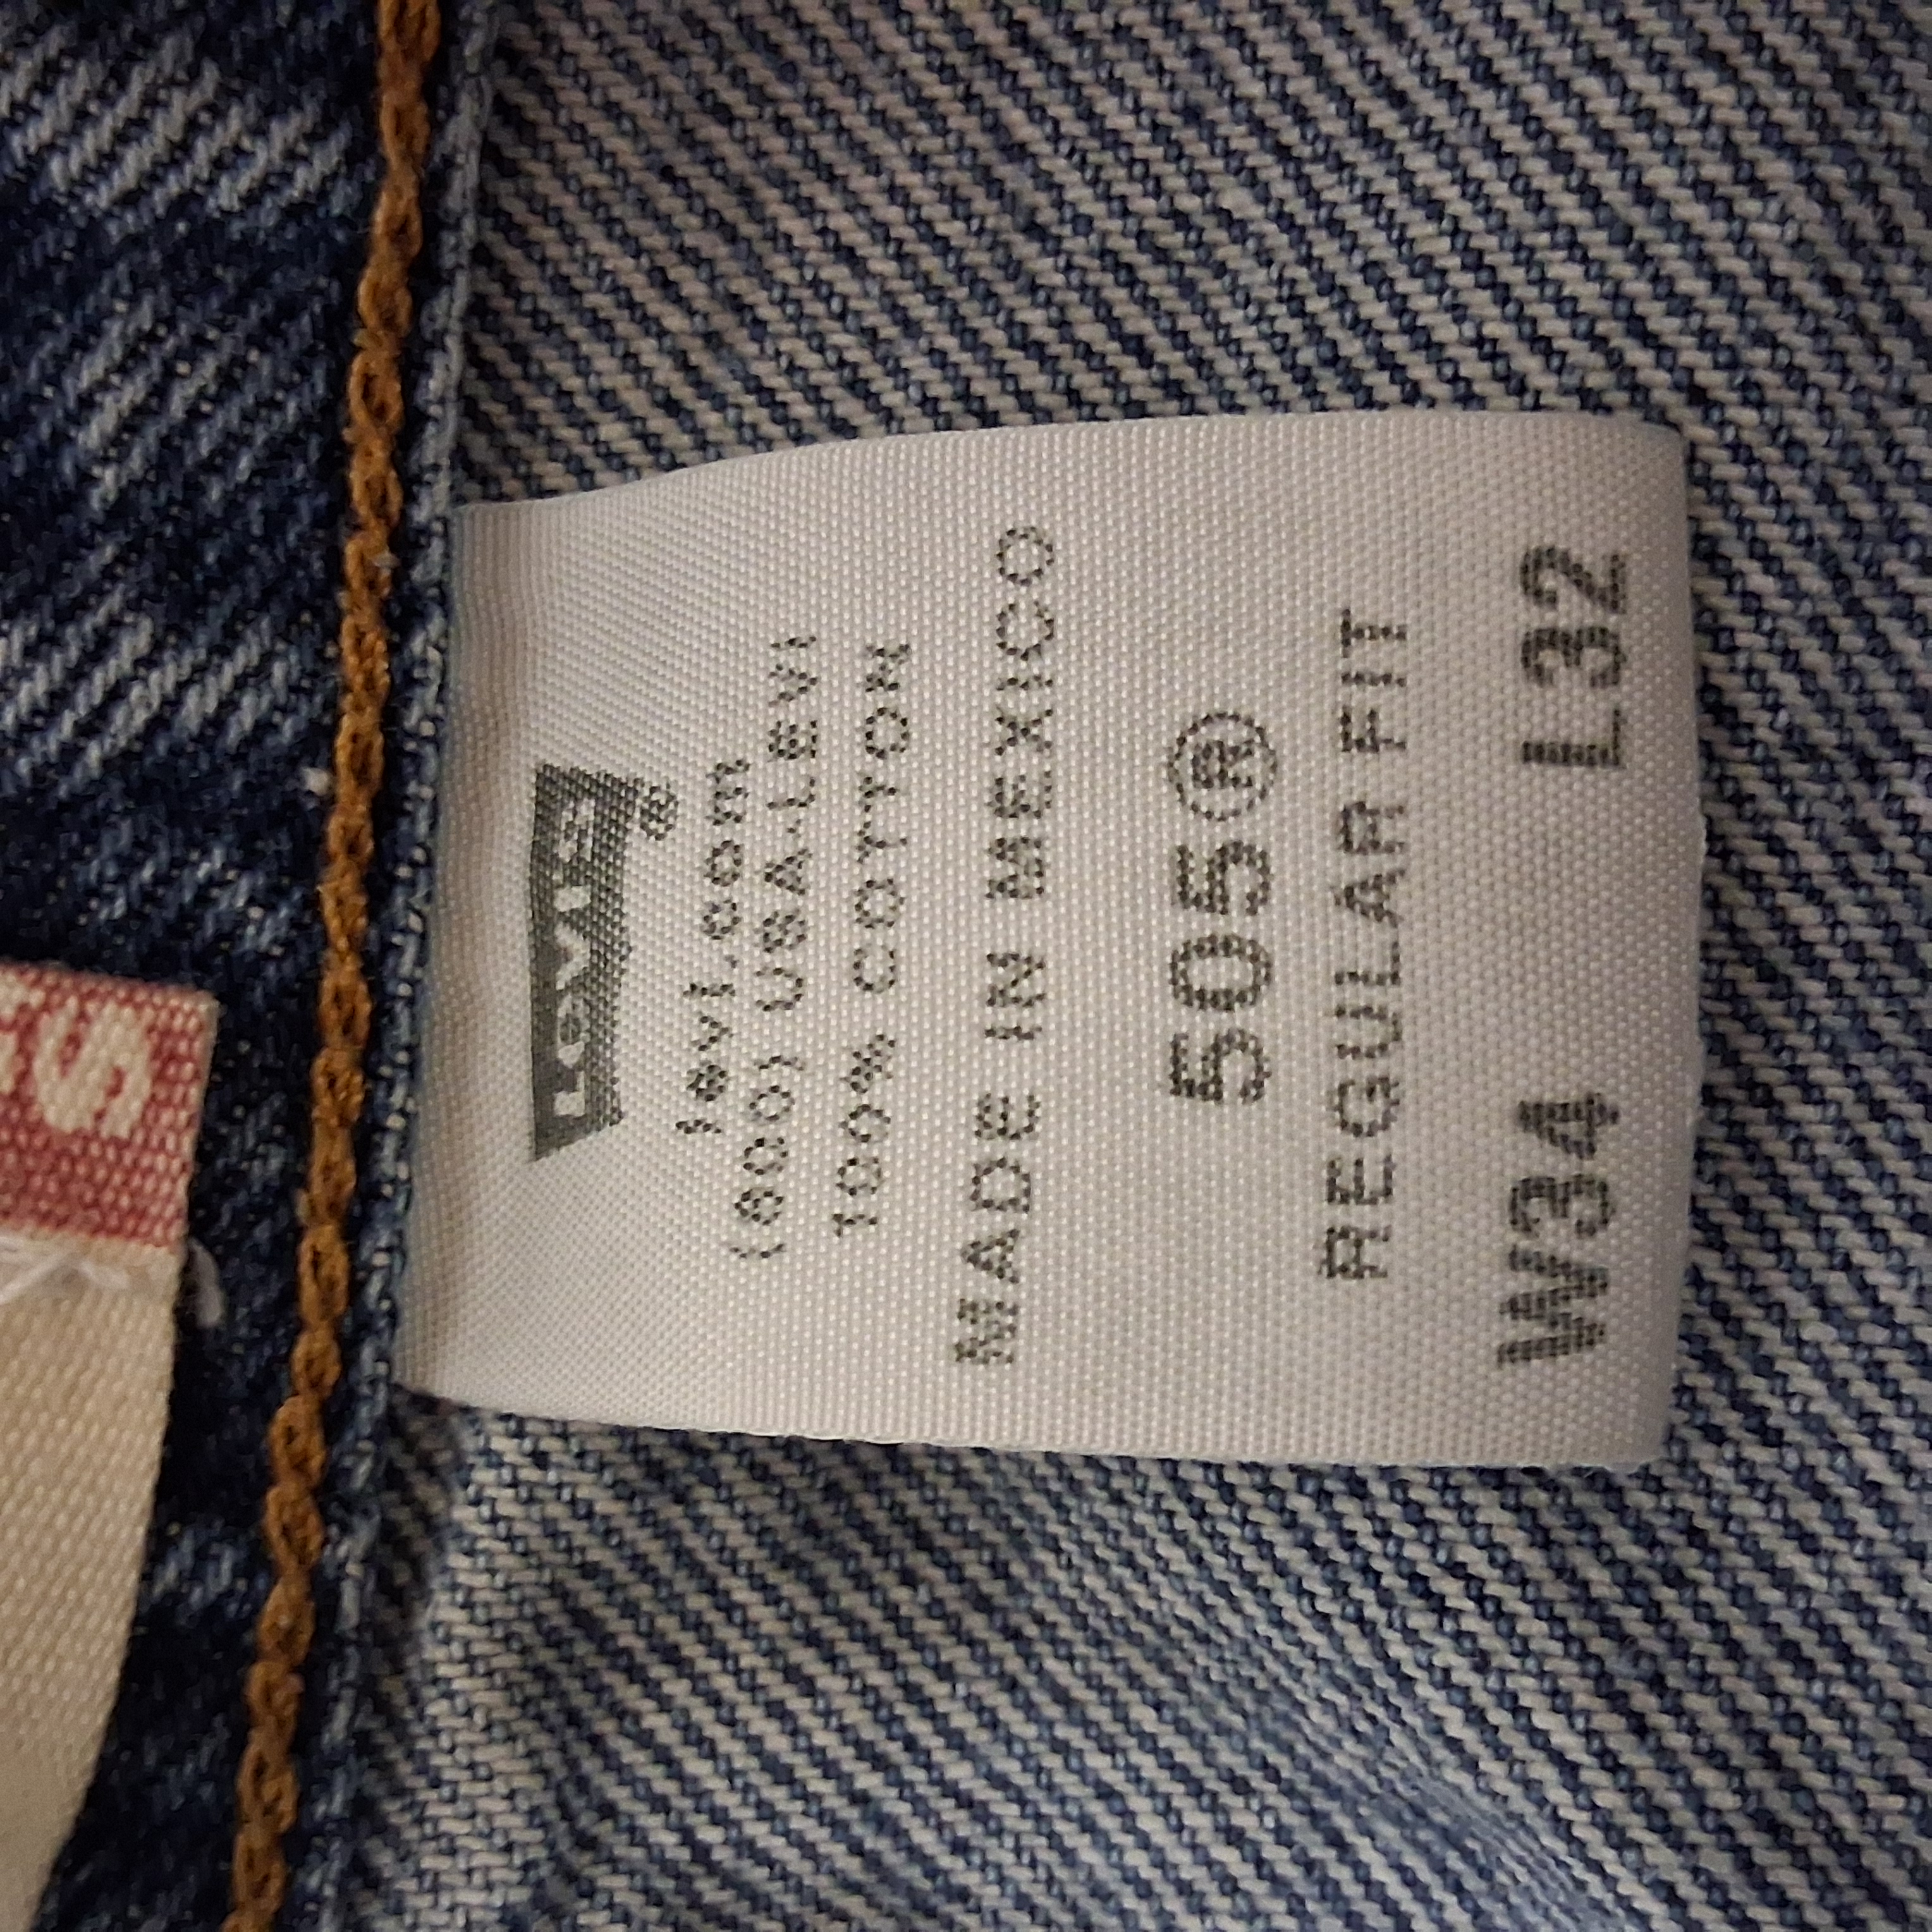 LEVI'S®
levi.com
(800) USA-LEVI
100% COTTON
MADE IN MEXICO
505®
REGULAR FIT
W34 L32
S